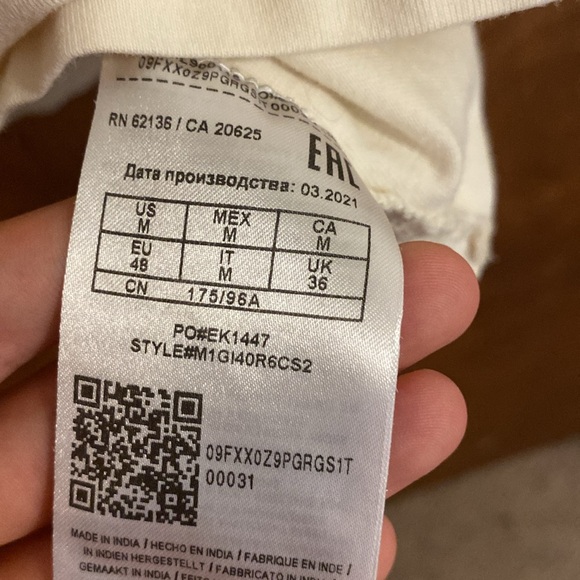 09FXX0Z9PGRGS
RN 62136 / CA 20625
EAC
Дата производства: 03.2021
US MEX CA
M M M
EU IT UK
48 M 36
CN 175/96A
PO#EK1447
STYLE#M1GI40R6CS2
09FXX0Z9PGRGS1T
00031
MADE IN INDIA / HECHO EN INDIA / FABRIQUE EN INDE /
IN INDIEN HERGESTELLT / FABBRICATO IN INDIA
GEMAAKT IN INDIA /